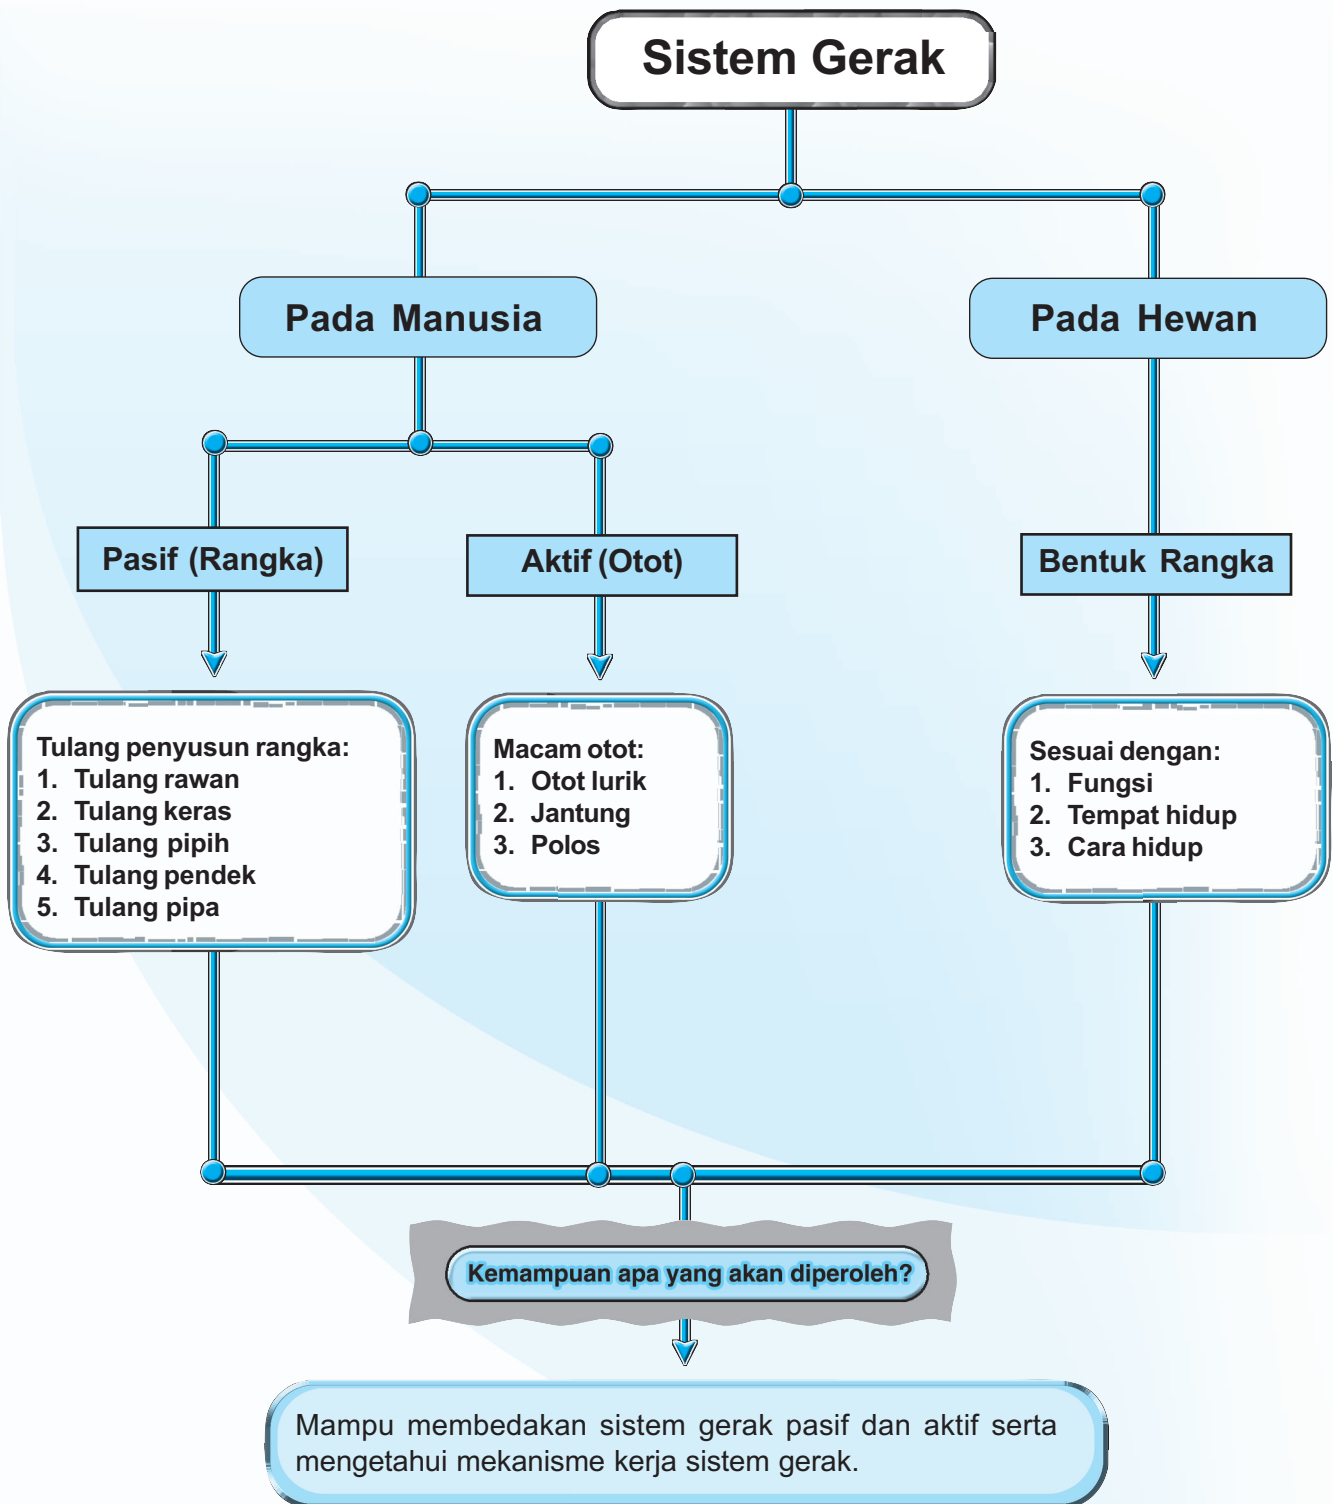 Sistem Gerak
Pada Manusia
Pada Hewan
Pasif (Rangka)
Aktif (Otot)
Bentuk Rangka
Tulang penyusun rangka:
1. Tulang rawan
2. Tulang keras
3. Tulang pipih
4. Tulang pendek
5. Tulang pipa
Macam otot:
1. Otot lurik
2. Jantung
3. Polos
Sesuai dengan:
1. Fungsi
2. Tempat hidup
3. Cara hidup
Kemampuan apa yang akan diperoleh?
Mampu membedakan sistem gerak pasif dan aktif serta
mengetahui mekanisme kerja sistem gerak.